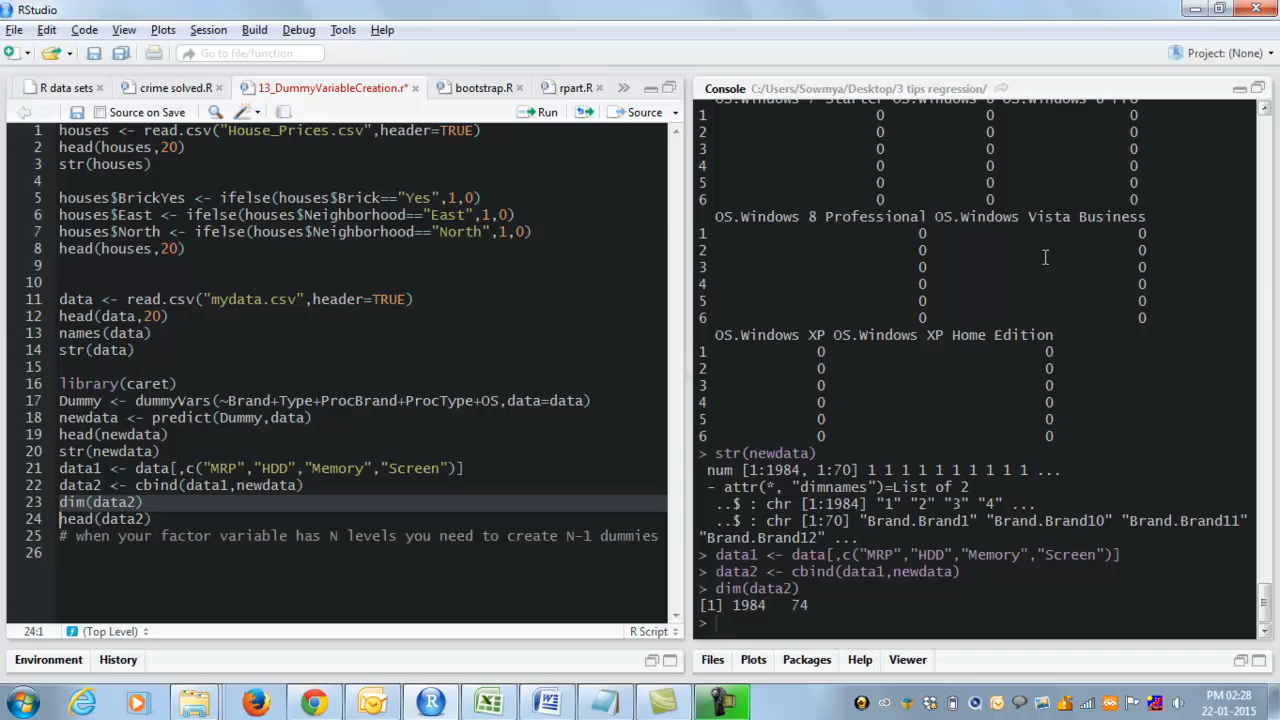 RStudio
File Edit Code View Plots Session Build Debug Tools Help
Go to file/function
Project: (None)
R data sets
crime solved.R
13_DummyVariableCreation.r*
bootstrap.R
rpart.R
Source on Save
Run
Source
1 houses <- read.csv("House_Prices.csv",header=TRUE)
2 head(houses,20)
3 str(houses)
4
5 houses$BrickYes <- ifelse(houses$Brick=="Yes",1,0)
6 houses$East <- ifelse(houses$Neighborhood=="East",1,0)
7 houses$North <- ifelse(houses$Neighborhood=="North",1,0)
8 head(houses,20)
9
10
11 data <- read.csv("mydata.csv",header=TRUE)
12 head(data,20)
13 names(data)
14 str(data)
15
16 library(caret)
17 Dummy <- dummyVars(~Brand+Type+ProcBrand+ProcType+OS,data=data)
18 newdata <- predict(Dummy,data)
19 head(newdata)
20 str(newdata)
21 data1 <- data[,c("MRP","HDD","Memory","Screen")]
22 data2 <- cbind(data1,newdata)
23 dim(data2)
24 head(data2)
25 # when your factor variable has N levels you need to create N-1 dummies
26
24:1 (Top Level) R Script
Environment History
Console C:/Users/Sowmya/Desktop/3 tips regression/
OS.Windows 7 Starter OS.Windows 8 OS.Windows 8 Pro
1 0 0 0
2 0 0 0
3 0 0 0
4 0 0 0
5 0 0 0
6 0 0 0
OS.Windows 8 Professional OS.Windows Vista Business
1 0 0
2 0 0
3 0 0
4 0 0
5 0 0
6 0 0
OS.Windows XP OS.Windows XP Home Edition
1 0 0
2 0 0
3 0 0
4 0 0
5 0 0
6 0 0
> str(newdata)
num [1:1984, 1:70] 1 1 1 1 1 1 1 1 1 1 ...
- attr(*, "dimnames")=List of 2
..$ : chr [1:1984] "1" "2" "3" "4" ...
..$ : chr [1:70] "Brand.Brand1" "Brand.Brand10" "Brand.Brand11"
"Brand.Brand12" ...
> data1 <- data[,c("MRP","HDD","Memory","Screen")]
> data2 <- cbind(data1,newdata)
> dim(data2)
[1] 1984 74
>
Files Plots Packages Help Viewer
PM 02:28
22-01-2015